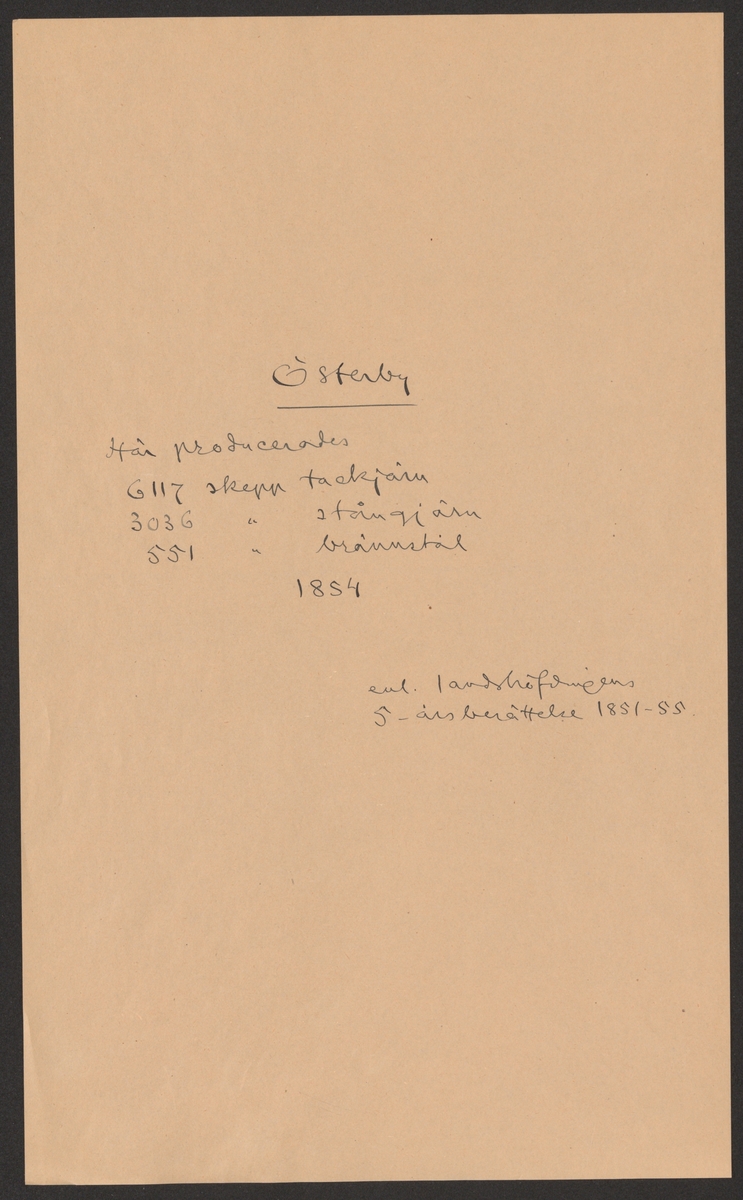 Österby
Här producerades
6117 skepp tackjärn
3036 " stångjärn
551 " brännstål
1854
enl. landshöfdingens
5-årsberättelse 1851-55.